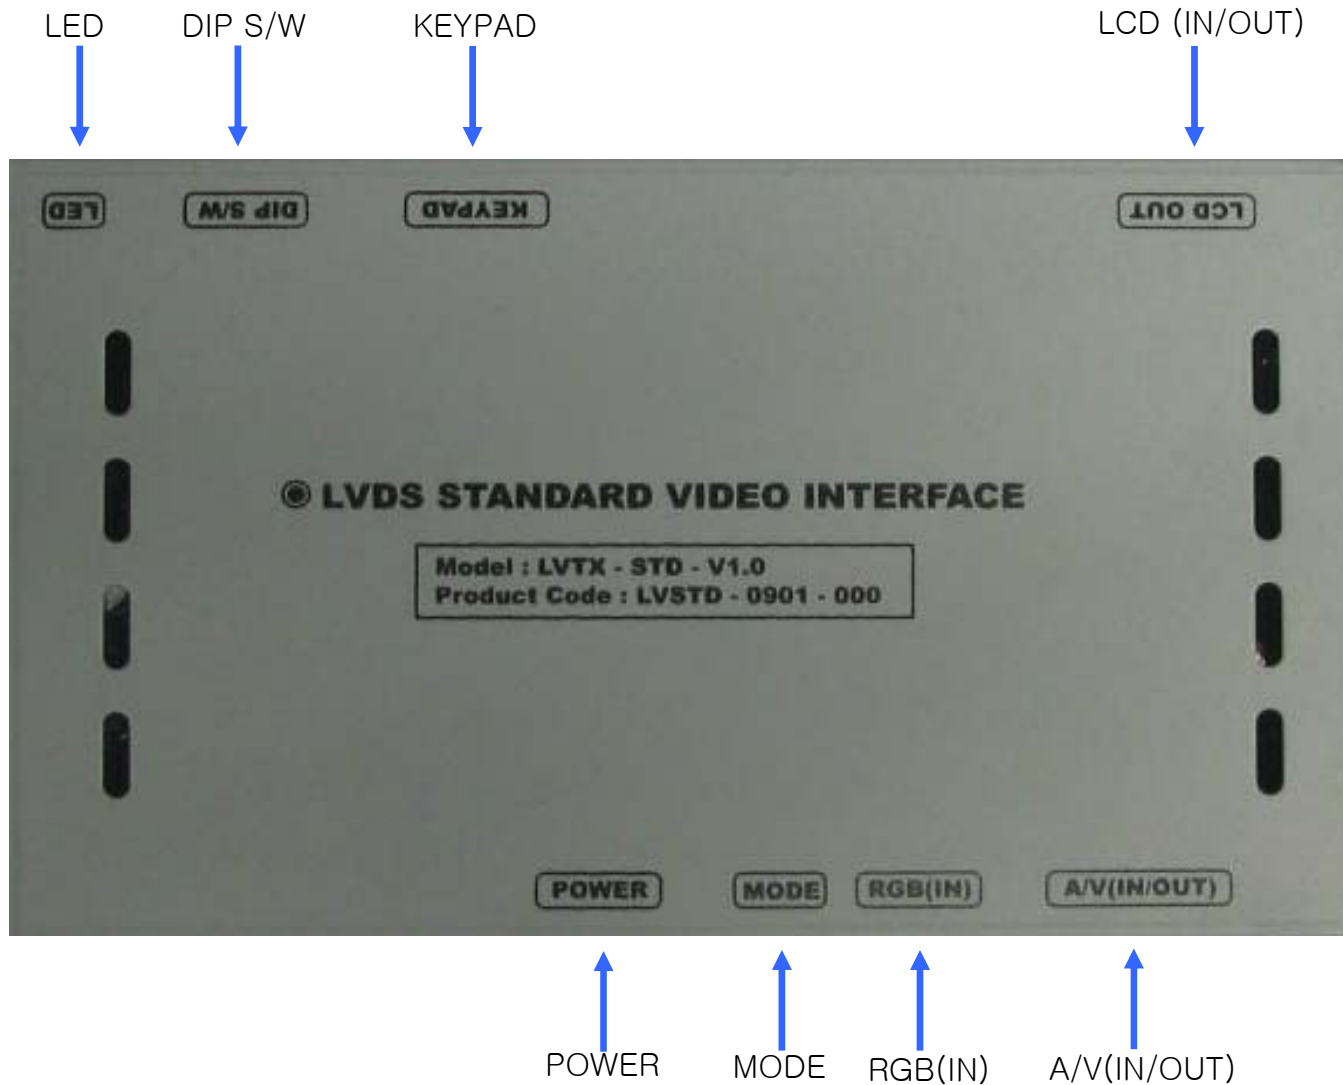 LED DIP S/W KEYPAD LCD (IN/OUT)
LED DIP S/W KEYPAD LCD OUT
LVDS STANDARD VIDEO INTERFACE
Model : LVTX - STD - V1.0
Product Code : LVSTD - 0901 - 000
POWER MODE RGB(IN) A/V(IN/OUT)
POWER MODE RGB(IN) A/V(IN/OUT)